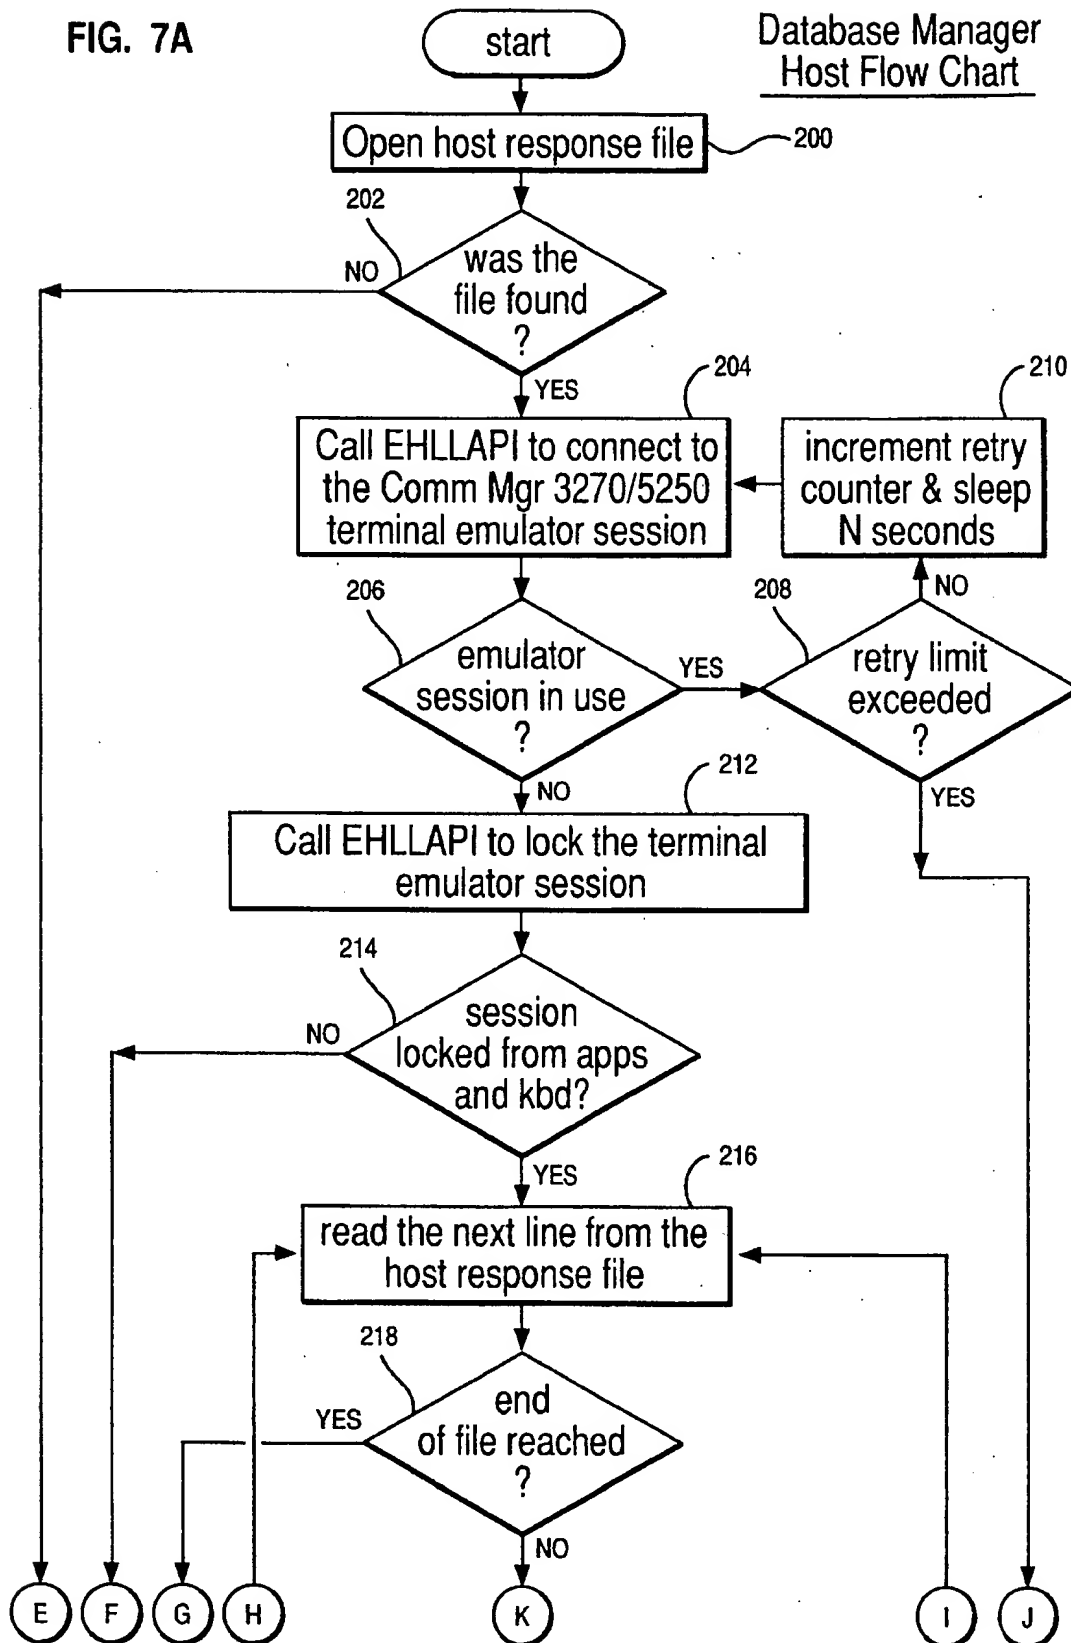 FIG. 7A
start
Database Manager
Host Flow Chart
Open host response file
200
202
was the
file found
?
NO
YES
204
Call EHLLAPI to connect to
the Comm Mgr 3270/5250
terminal emulator session
210
increment retry
counter & sleep
N seconds
NO
206
emulator
session in use
?
YES
208
retry limit
exceeded
?
NO
YES
212
Call EHLLAPI to lock the terminal
emulator session
214
session
locked from apps
and kbd?
NO
YES
216
read the next line from the
host response file
218
end
of file reached
?
YES
NO
E
F
G
H
K
I
J